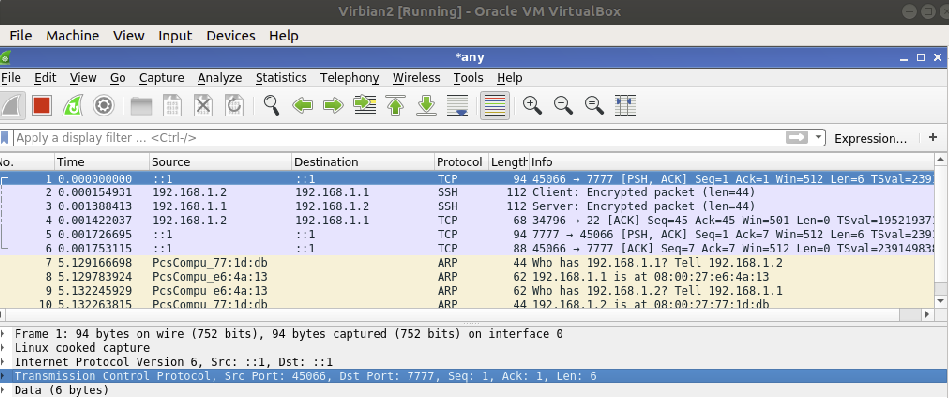 Virbian2 [Running] - Oracle VM VirtualBox
File Machine View Input Devices Help
*any
File Edit View Go Capture Analyze Statistics Telephony Wireless Tools Help
Apply a display filter ... <Ctrl-/> Expression... +
No. Time Source Destination Protocol Length Info
1 0.000000000 ::1 ::1 TCP 94 45066 → 7777 [PSH, ACK] Seq=1 Ack=1 Win=512 Len=6 TSval=2391
2 0.000154931 192.168.1.2 192.168.1.1 SSH 112 Client: Encrypted packet (len=44)
3 0.001388413 192.168.1.1 192.168.1.2 SSH 112 Server: Encrypted packet (len=44)
4 0.001422037 192.168.1.2 192.168.1.1 TCP 68 34796 → 22 [ACK] Seq=45 Ack=45 Win=501 Len=0 TSval=195219371
5 0.001726695 ::1 ::1 TCP 94 7777 → 45066 [PSH, ACK] Seq=1 Ack=7 Win=512 Len=6 TSval=2391
6 0.001753115 ::1 ::1 TCP 88 45066 → 7777 [ACK] Seq=7 Ack=7 Win=512 Len=0 TSval=239149838
7 5.129166698 PcsCompu_77:1d:db ARP 44 Who has 192.168.1.1? Tell 192.168.1.2
8 5.129783924 PcsCompu_e6:4a:13 ARP 62 192.168.1.1 is at 08:00:27:e6:4a:13
9 5.132245929 PcsCompu_e6:4a:13 ARP 62 Who has 192.168.1.2? Tell 192.168.1.1
10 5.132263815 PcsCompu_77:1d:db ARP 44 192.168.1.2 is at 08:00:27:77:1d:db
Frame 1: 94 bytes on wire (752 bits), 94 bytes captured (752 bits) on interface 0
Linux cooked capture
Internet Protocol Version 6, Src: ::1, Dst: ::1
Transmission Control Protocol, Src Port: 45066, Dst Port: 7777, Seq: 1, Ack: 1, Len: 6
Data (6 bytes)